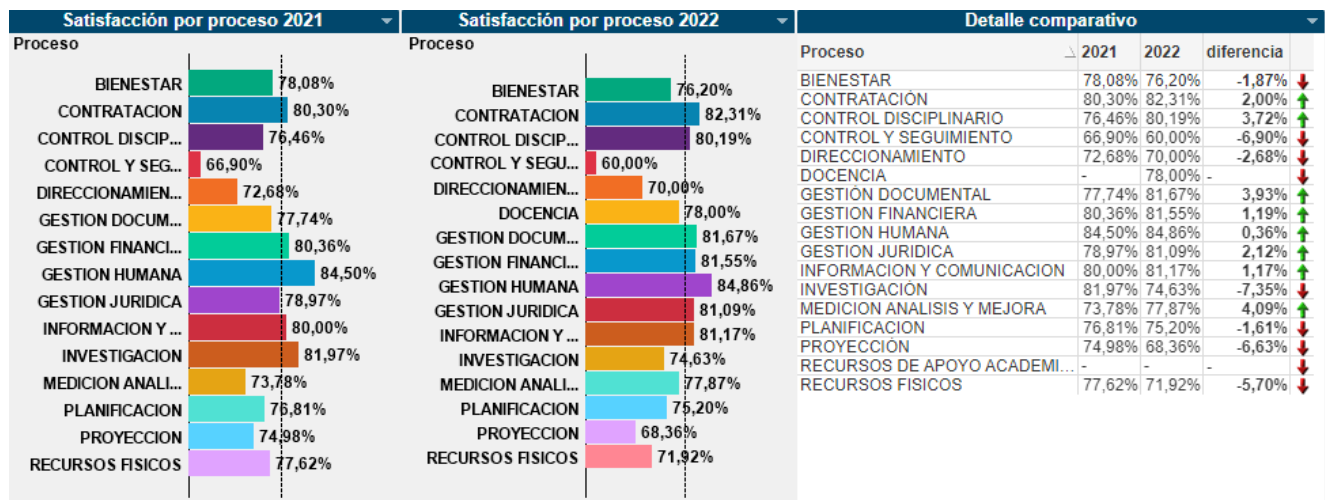 Satisfacción por proceso 2021
Proceso
BIENESTAR 78,08%
CONTRATACION 80,30%
CONTROL DISCIP... 76,46%
CONTROL Y SEG... 66,90%
DIRECCIONAMIEN... 72,68%
GESTION DOCUM... 77,74%
GESTION FINANCI... 80,36%
GESTION HUMANA 84,50%
GESTION JURIDICA 78,97%
INFORMACION Y ... 80,00%
INVESTIGACION 81,97%
MEDICION ANALI... 73,78%
PLANIFICACION 76,81%
PROYECCION 74,98%
RECURSOS FISICOS 77,62%
Satisfacción por proceso 2022
Proceso
BIENESTAR 76,20%
CONTRATACION 82,31%
CONTROL DISCIP... 80,19%
CONTROL Y SEGU... 60,00%
DIRECCIONAMIEN... 70,00%
DOCENCIA 78,00%
GESTION DOCUM... 81,67%
GESTION FINANCI... 81,55%
GESTION HUMANA 84,86%
GESTION JURIDICA 81,09%
INFORMACION Y ... 81,17%
INVESTIGACION 74,63%
MEDICION ANALI... 77,87%
PLANIFICACION 75,20%
PROYECCION 68,36%
RECURSOS FISICOS 71,92%
Detalle comparativo
Proceso 2021 2022 diferencia
BIENESTAR 78,08% 76,20% -1,87%
CONTRATACIÓN 80,30% 82,31% 2,00%
CONTROL DISCIPLINARIO 76,46% 80,19% 3,72%
CONTROL Y SEGUIMIENTO 66,90% 60,00% -6,90%
DIRECCIONAMIENTO 72,68% 70,00% -2,68%
DOCENCIA - 78,00% -
GESTIÓN DOCUMENTAL 77,74% 81,67% 3,93%
GESTION FINANCIERA 80,36% 81,55% 1,19%
GESTION HUMANA 84,50% 84,86% 0,36%
GESTION JURIDICA 78,97% 81,09% 2,12%
INFORMACION Y COMUNICACION 80,00% 81,17% 1,17%
INVESTIGACIÓN 81,97% 74,63% -7,35%
MEDICION ANALISIS Y MEJORA 73,78% 77,87% 4,09%
PLANIFICACION 76,81% 75,20% -1,61%
PROYECCIÓN 74,98% 68,36% -6,63%
RECURSOS DE APOYO ACADEMI... - - -
RECURSOS FISICOS 77,62% 71,92% -5,70%